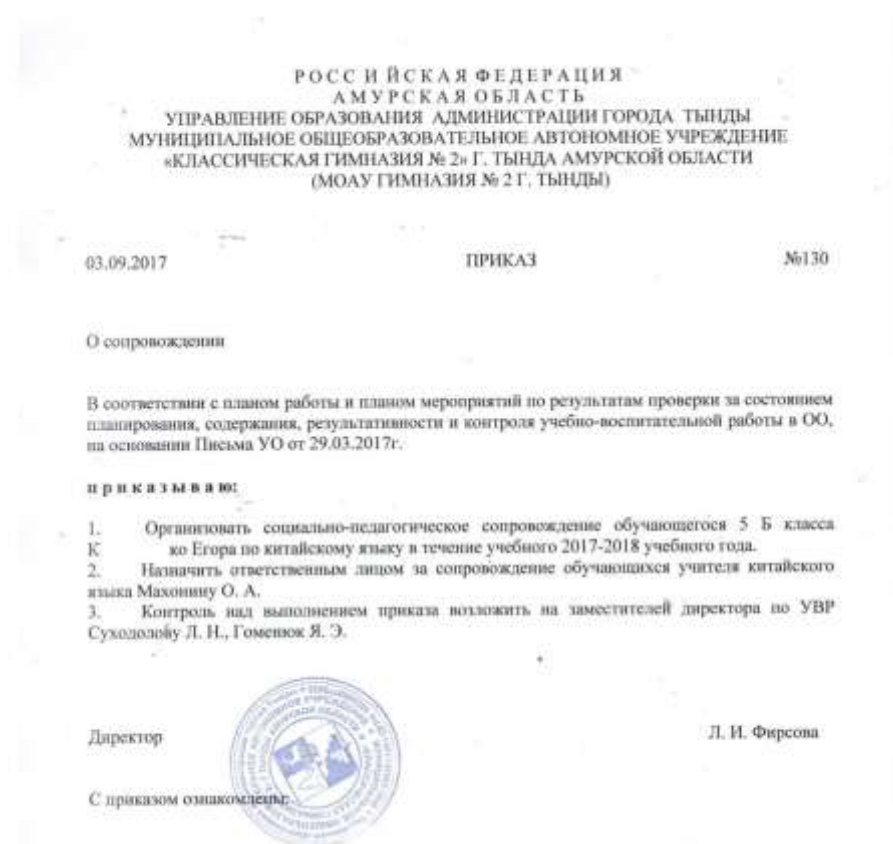 Р О С С И Й С К А Я Ф Е Д Е Р А Ц И Я
А М У Р С К А Я О Б Л А С Т Ь
УПРАВЛЕНИЕ ОБРАЗОВАНИЯ АДМИНИСТРАЦИИ ГОРОДА ТЫНДЫ
МУНИЦИПАЛЬНОЕ ОБЩЕОБРАЗОВАТЕЛЬНОЕ АВТОНОМНОЕ УЧРЕЖДЕНИЕ
«КЛАССИЧЕСКАЯ ГИМНАЗИЯ № 2» Г. ТЫНДА АМУРСКОЙ ОБЛАСТИ
(МОАУ ГИМНАЗИЯ № 2 Г. ТЫНДЫ)
03.09.2017 ПРИКАЗ №130
О сопровождении
В соответствии с планом работы и планом мероприятий по результатам проверки за состоянием
планирования, содержания, результативности и контроля учебно-воспитательной работы в ОО,
на основании Письма УО от 29.03.2017г.
п р и к а з ы в а ю:
1. Организовать социально-педагогическое сопровождение обучающегося 5 Б класса
К ко Егора по китайскому языку в течение учебного 2017-2018 учебного года.
2. Назначить ответственным лицом за сопровождение обучающихся учителя китайского
языка Махонину О. А.
3. Контроль над выполнением приказа возложить на заместителей директора по УВР
Суходолову Л. Н., Гоменюк Я. Э.
Директор Л. И. Фирсова
С приказом ознакомлены: